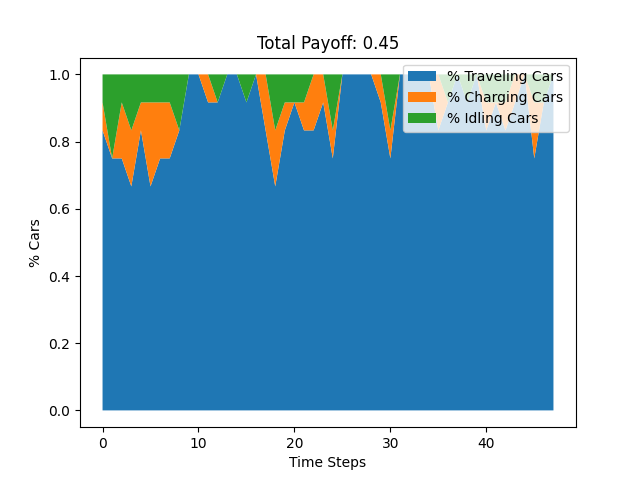 Total Payoff: 0.45
% Traveling Cars
% Charging Cars
% Idling Cars
% Cars
1.0
0.8
0.6
0.4
0.2
0.0
0 10 20 30 40
Time Steps